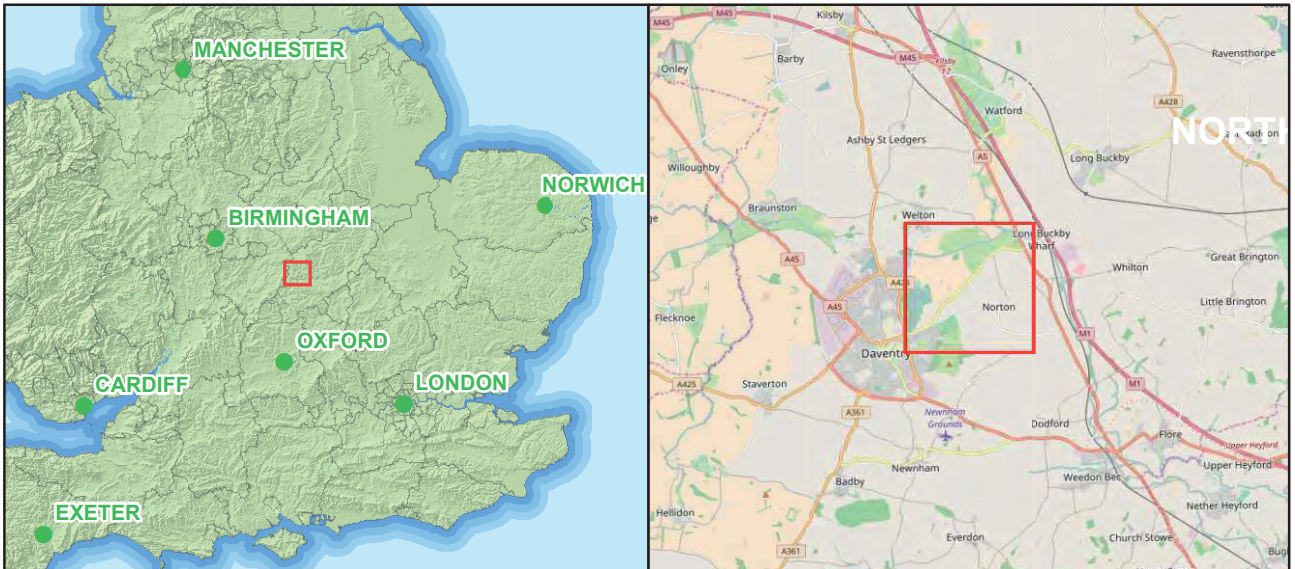 MANCHESTER
NORWICH
BIRMINGHAM
OXFORD
CARDIFF
LONDON
EXETER
M45
Kilsby
M45
Onley
Barby
M45
Kilsby
17
Ravensthorpe
Watford
A428
NORTH
Ashby St Ledgers
A5
Long Buckby
Willoughby
Braunston
Welton
A45
Long Buckby
Wharf
Great Brington
Whilton
A45
Norton
Little Brington
Flecknoe
M1
Daventry
A425
Staverton
M1
A361
Newnham
Grounds
Dodford
Flore
Upper Heyford
Newnham
Upper Heyford
Badby
Weedon Bec
Nether Heyford
Hellidon
Everdon
Church Stowe
A361